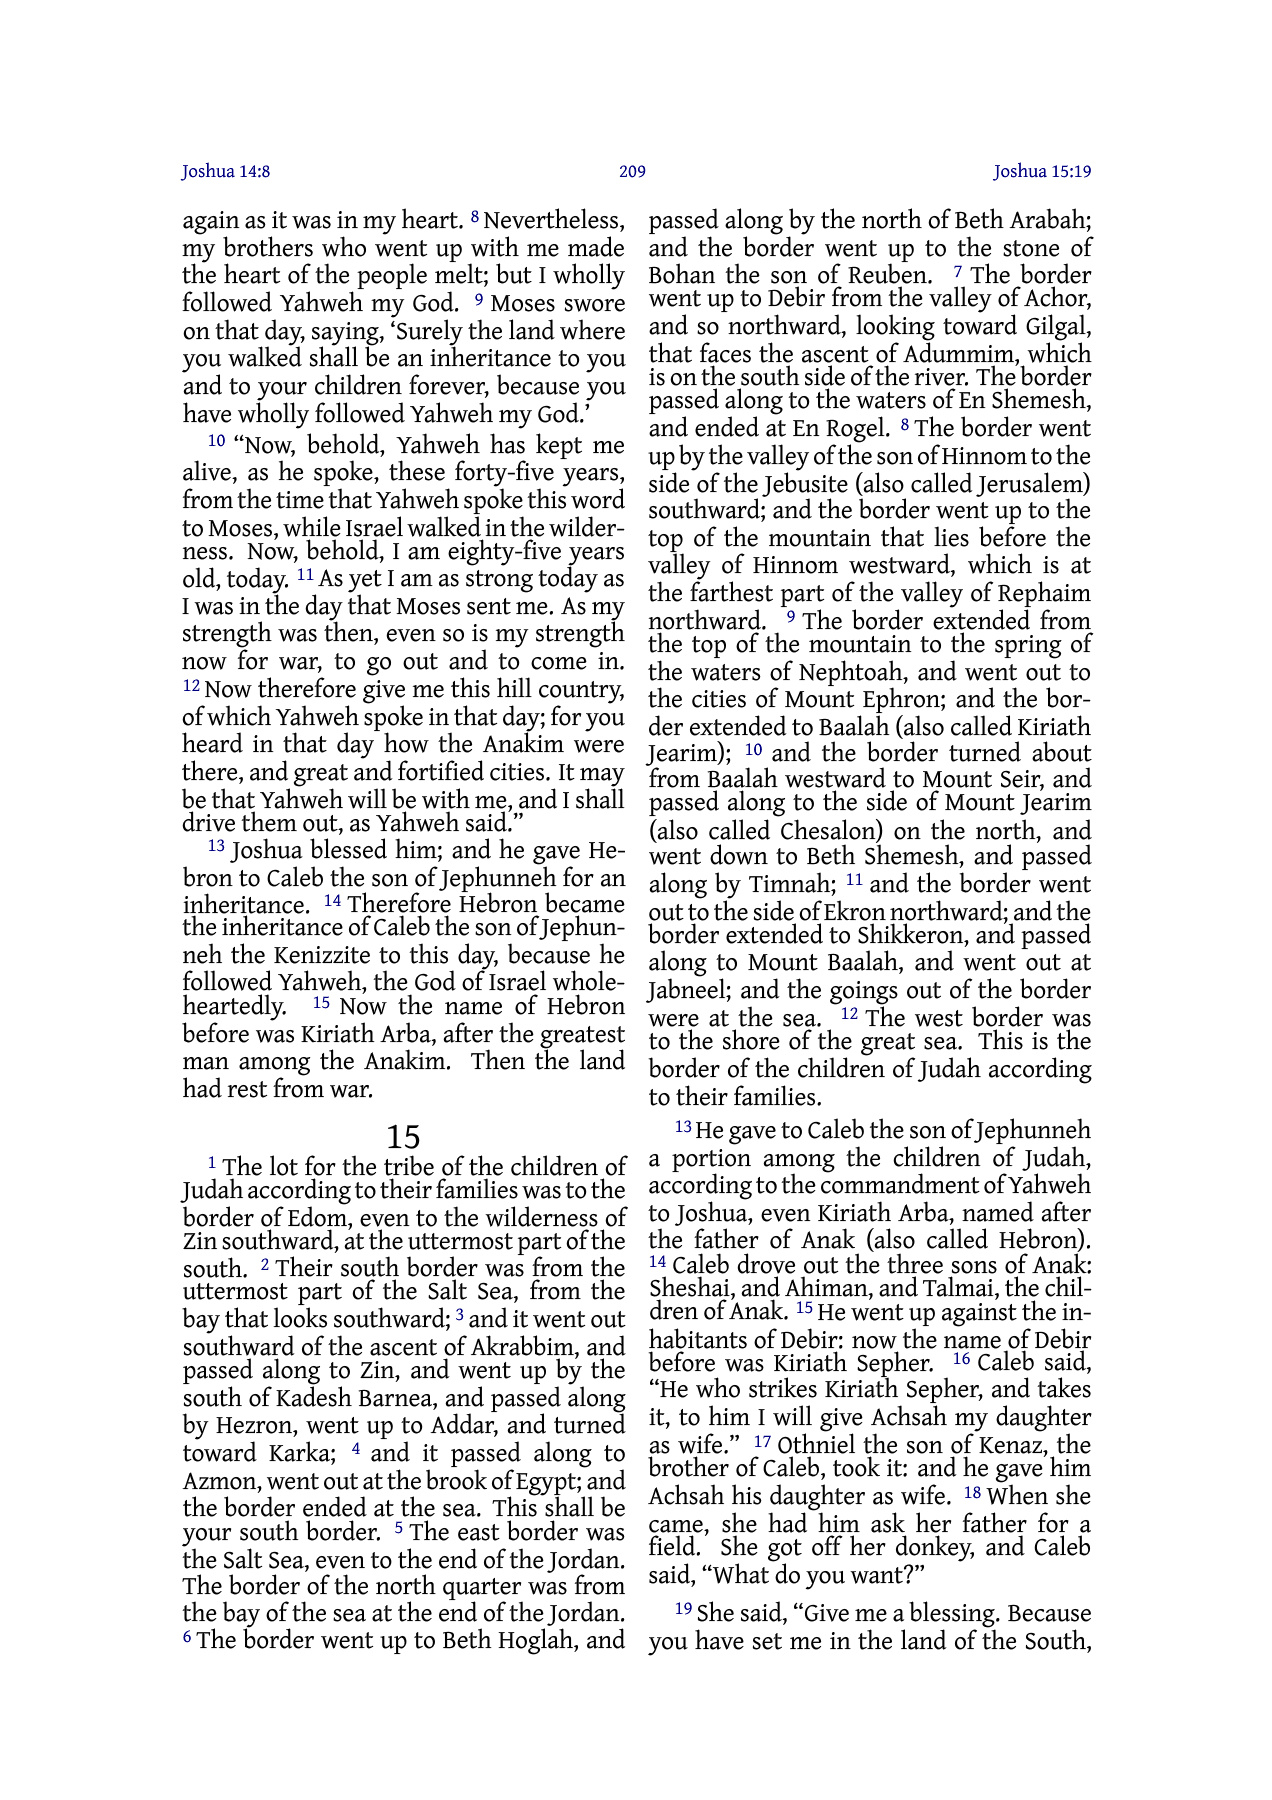 Joshua 14:8
209
Joshua 15:19
again as it was in my heart. 8 Nevertheless,
my brothers who went up with me made
the heart of the people melt; but I wholly
followed Yahweh my God. 9 Moses swore
on that day, saying, ‘Surely the land where
you walked shall be an inheritance to you
and to your children forever, because you
have wholly followed Yahweh my God.’
10 “Now, behold, Yahweh has kept me
alive, as he spoke, these forty-five years,
from the time that Yahweh spoke this word
to Moses, while Israel walked in the wilder-
ness. Now, behold, I am eighty-five years
old, today. 11 As yet I am as strong today as
I was in the day that Moses sent me. As my
strength was then, even so is my strength
now for war, to go out and to come in.
12 Now therefore give me this hill country,
of which Yahweh spoke in that day; for you
heard in that day how the Anakim were
there, and great and fortified cities. It may
be that Yahweh will be with me, and I shall
drive them out, as Yahweh said.”
13 Joshua blessed him; and he gave He-
bron to Caleb the son of Jephunneh for an
inheritance. 14 Therefore Hebron became
the inheritance of Caleb the son of Jephun-
neh the Kenizzite to this day, because he
followed Yahweh, the God of Israel whole-
heartedly. 15 Now the name of Hebron
before was Kiriath Arba, after the greatest
man among the Anakim. Then the land
had rest from war.
15
1 The lot for the tribe of the children of
Judah according to their families was to the
border of Edom, even to the wilderness of
Zin southward, at the uttermost part of the
south. 2 Their south border was from the
uttermost part of the Salt Sea, from the
bay that looks southward; 3 and it went out
southward of the ascent of Akrabbim, and
passed along to Zin, and went up by the
south of Kadesh Barnea, and passed along
by Hezron, went up to Addar, and turned
toward Karka; 4 and it passed along to
Azmon, went out at the brook of Egypt; and
the border ended at the sea. This shall be
your south border. 5 The east border was
the Salt Sea, even to the end of the Jordan.
The border of the north quarter was from
the bay of the sea at the end of the Jordan.
6 The border went up to Beth Hoglah, and
passed along by the north of Beth Arabah;
and the border went up to the stone of
Bohan the son of Reuben. 7 The border
went up to Debir from the valley of Achor,
and so northward, looking toward Gilgal,
that faces the ascent of Adummim, which
is on the south side of the river. The border
passed along to the waters of En Shemesh,
and ended at En Rogel. 8 The border went
up by the valley of the son of Hinnom to the
side of the Jebusite (also called Jerusalem)
southward; and the border went up to the
top of the mountain that lies before the
valley of Hinnom westward, which is at
the farthest part of the valley of Rephaim
northward. 9 The border extended from
the top of the mountain to the spring of
the waters of Nephtoah, and went out to
the cities of Mount Ephron; and the bor-
der extended to Baalah (also called Kiriath
Jearim); 10 and the border turned about
from Baalah westward to Mount Seir, and
passed along to the side of Mount Jearim
(also called Chesalon) on the north, and
went down to Beth Shemesh, and passed
along by Timnah; 11 and the border went
out to the side of Ekron northward; and the
border extended to Shikkeron, and passed
along to Mount Baalah, and went out at
Jabneel; and the goings out of the border
were at the sea. 12 The west border was
to the shore of the great sea. This is the
border of the children of Judah according
to their families.
13 He gave to Caleb the son of Jephunneh
a portion among the children of Judah,
according to the commandment of Yahweh
to Joshua, even Kiriath Arba, named after
the father of Anak (also called Hebron).
14 Caleb drove out the three sons of Anak:
Sheshai, and Ahiman, and Talmai, the chil-
dren of Anak. 15 He went up against the in-
habitants of Debir: now the name of Debir
before was Kiriath Sepher. 16 Caleb said,
“He who strikes Kiriath Sepher, and takes
it, to him I will give Achsah my daughter
as wife.” 17 Othniel the son of Kenaz, the
brother of Caleb, took it: and he gave him
Achsah his daughter as wife. 18 When she
came, she had him ask her father for a
field. She got off her donkey, and Caleb
said, “What do you want?”
19 She said, “Give me a blessing. Because
you have set me in the land of the South,